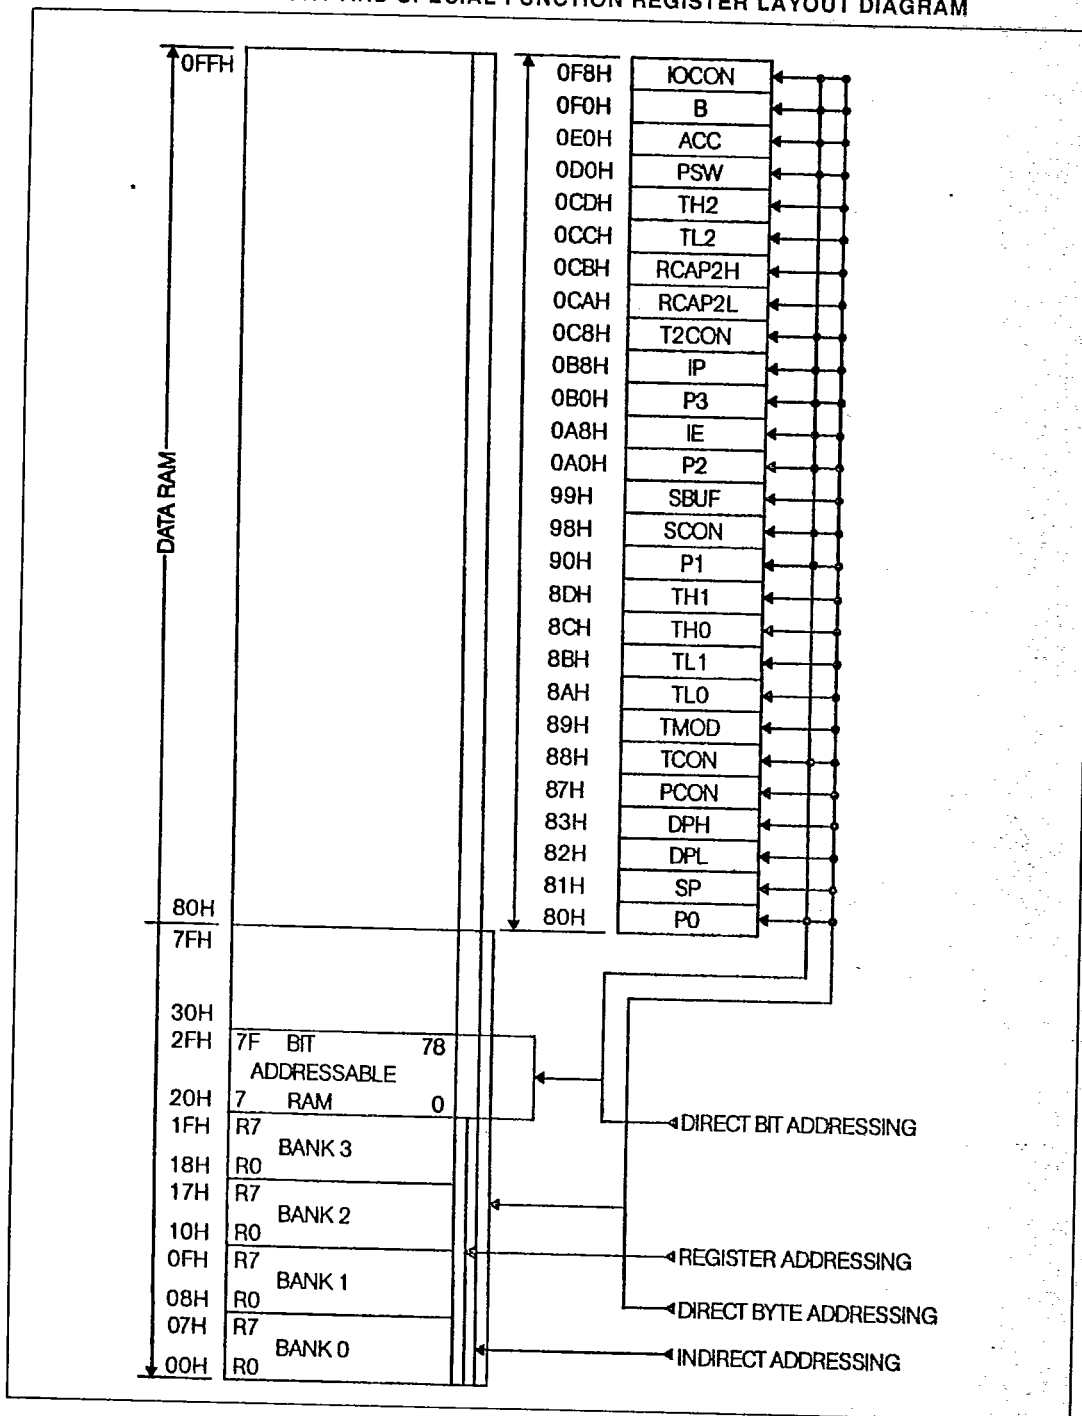 SPECIAL FUNCTION REGISTER LAYOUT DIAGRAM
0FFH
0F8H IOCON
0F0H B
0E0H ACC
0D0H PSW
0CDH TH2
0CCH TL2
0CBH RCAP2H
0CAH RCAP2L
0C8H T2CON
0B8H IP
0B0H P3
0A8H IE
0A0H P2
99H SBUF
98H SCON
90H P1
8DH TH1
8CH TH0
8BH TL1
8AH TL0
89H TMOD
88H TCON
87H PCON
83H DPH
82H DPL
81H SP
80H P0
DATA RAM
80H
7FH
30H
2FH 7F BIT 78
ADDRESSABLE
20H 7 RAM 0
1FH R7
BANK 3
18H R0
17H R7
BANK 2
10H R0
0FH R7
BANK 1
08H R0
07H R7
BANK 0
00H R0
DIRECT BIT ADDRESSING
REGISTER ADDRESSING
DIRECT BYTE ADDRESSING
INDIRECT ADDRESSING